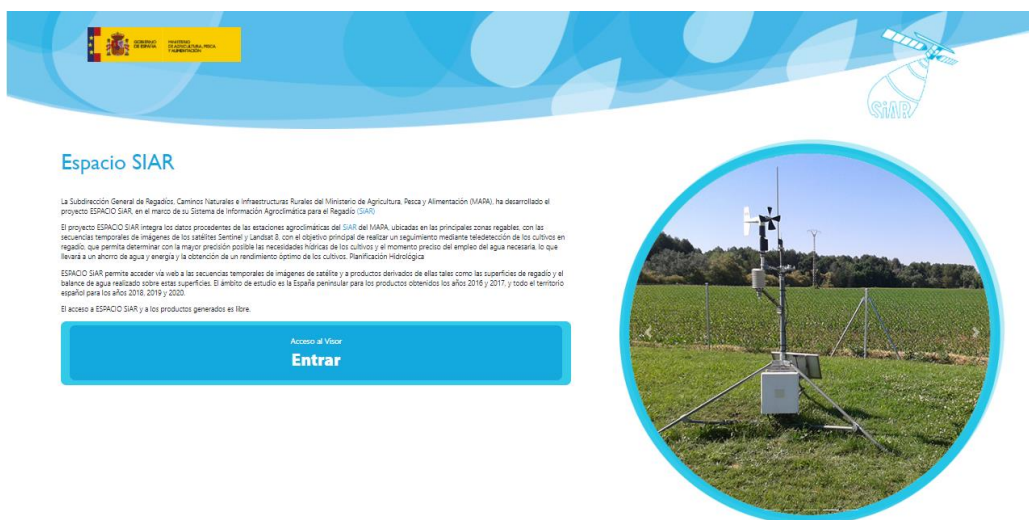 GOBIERNO
DE ESPAÑA
MINISTERIO
DE AGRICULTURA, PESCA
Y ALIMENTACIÓN
SiAR
Espacio SIAR
La Subdirección General de Regadíos, Caminos Naturales e Infraestructuras Rurales del Ministerio de Agricultura, Pesca y Alimentación (MAPA), ha desarrollado el
proyecto ESPACIO SiAR, en el marco de su Sistema de Información Agroclimática para el Regadío (SiAR)
El proyecto ESPACIO SiAR integra los datos procedentes de las estaciones agroclimáticas del SiAR del MAPA, ubicadas en las principales zonas regables, con las
secuencias temporales de imágenes de los satélites Sentinel y Landsat 8, con el objetivo principal de realizar un seguimiento mediante teledetección de los cultivos en
regadío, que permita determinar con la mayor precisión posible las necesidades hídricas de los cultivos y el momento preciso del empleo del agua necesaria, lo que
llevará a un ahorro de agua y energía y la obtención de un rendimiento óptimo de los cultivos. Planificación Hidrológica
ESPACIO SiAR permite acceder vía web a las secuencias temporales de imágenes de satélite y a productos derivados de ellas tales como las superficies de regadío y el
balance de agua realizado sobre estas superficies. El ámbito de estudio es la España peninsular para los productos obtenidos los años 2016 y 2017, y todo el territorio
español para los años 2018, 2019 y 2020.
El acceso a ESPACIO SiAR y a los productos generados es libre.
Acceso al Visor
Entrar